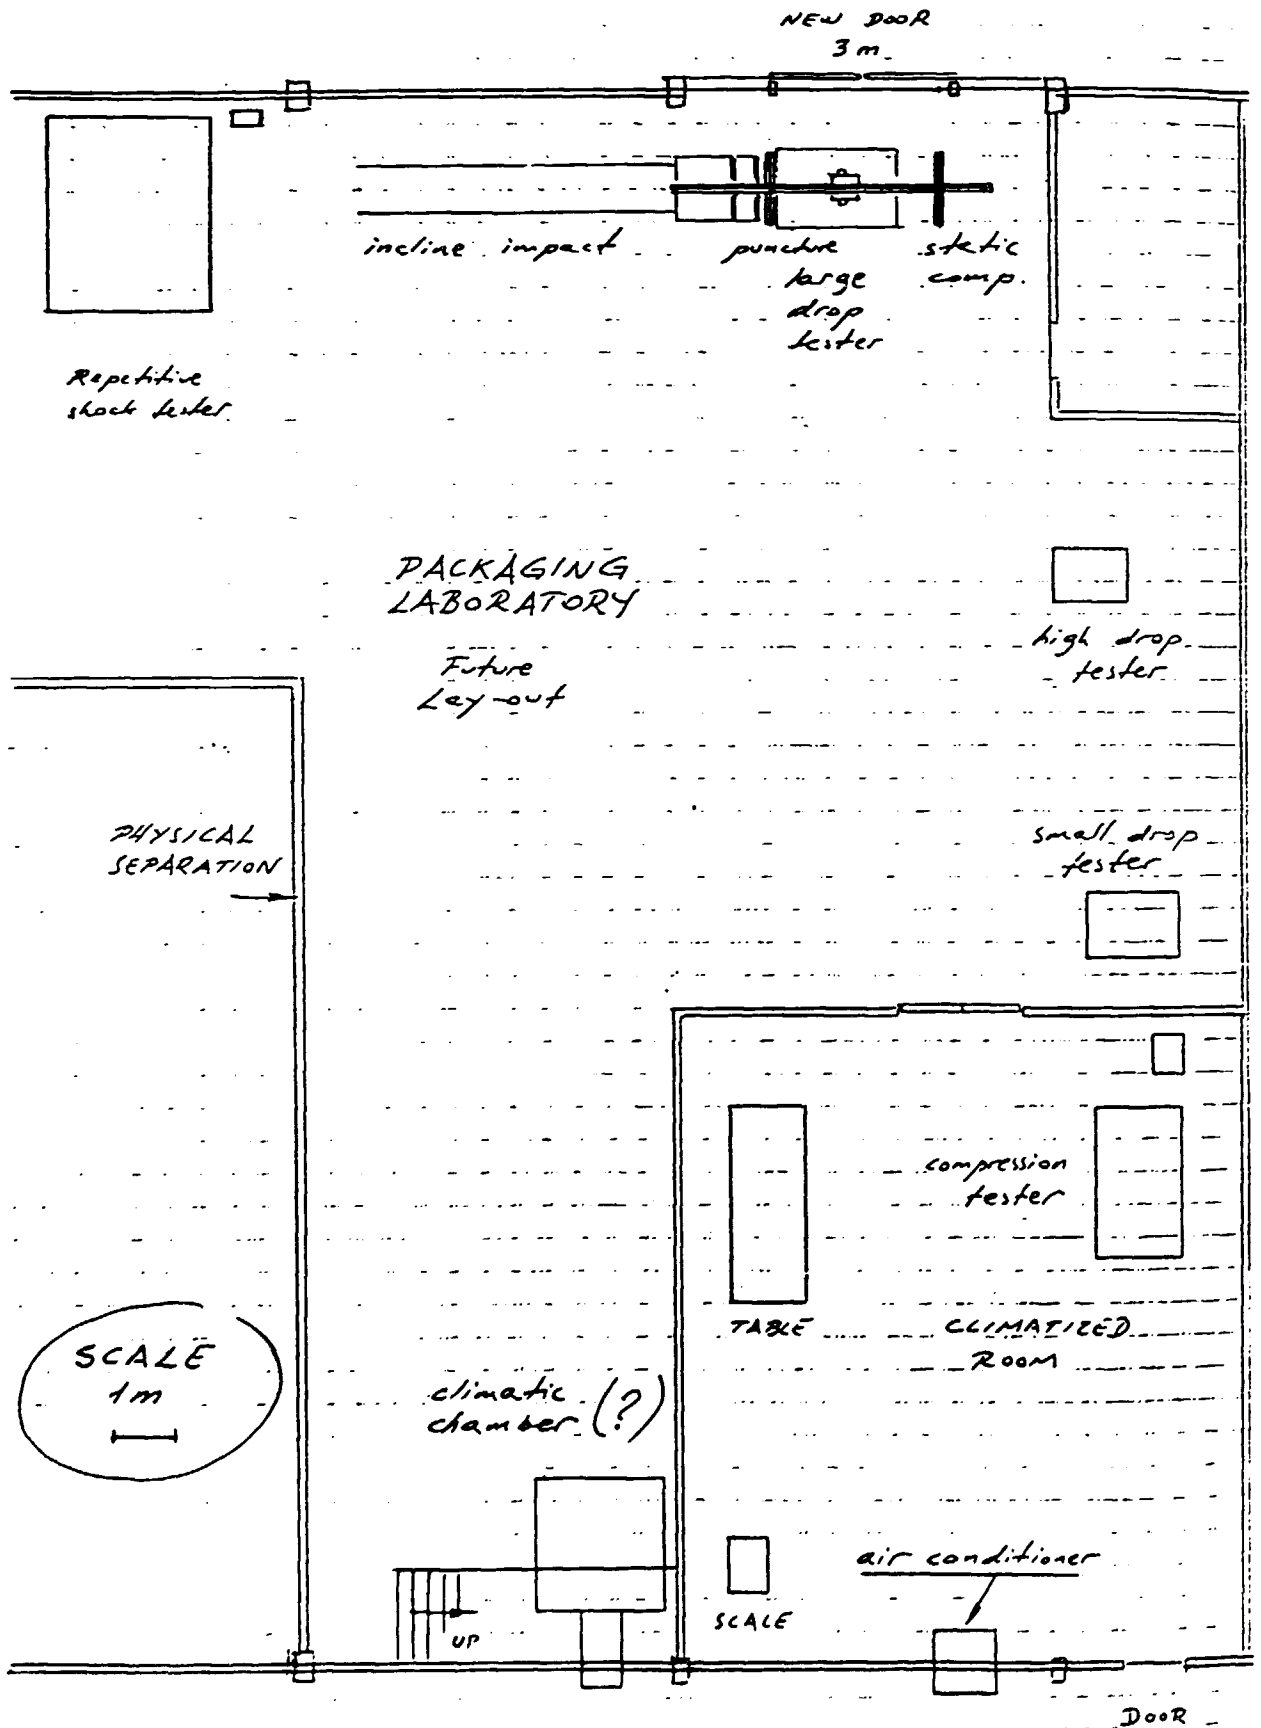 NEW DOOR
3 m
incline impact
puncture
large
drop
tester
static
comp.
Repetitive
shock tester
PACKAGING
LABORATORY
Future
Lay-out
high drop
tester
PHYSICAL
SEPARATION
small drop
tester
compression
tester
TABLE
CLIMATIZED
ROOM
SCALE
1m
climatic
chamber (?)
air conditioner
SCALE
UP
DOOR